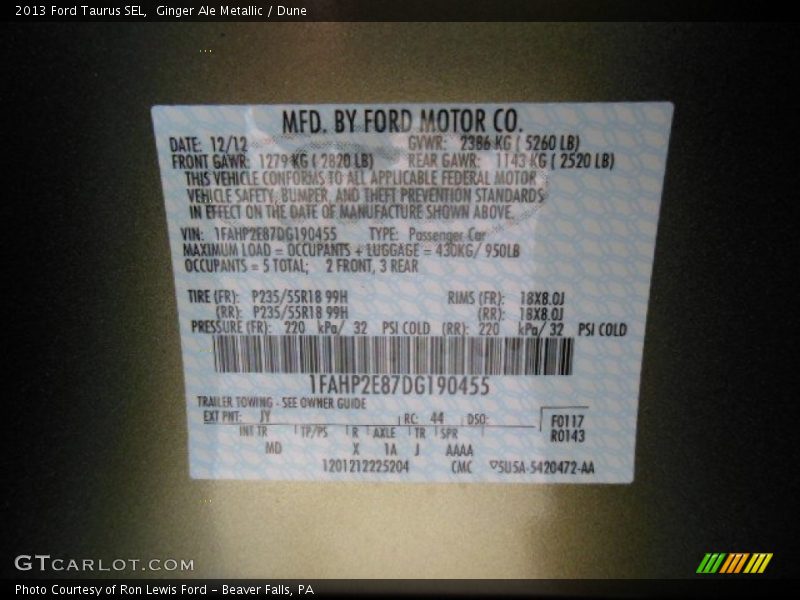 2013 Ford Taurus SEL,  Ginger Ale Metallic / Dune
MFD. BY FORD MOTOR CO.
DATE: 12/12 GVWR: 2386 KG ( 5260 LB)
FRONT GAWR: 1279 KG ( 2820 LB) REAR GAWR: 1143 KG ( 2520 LB)
THIS VEHICLE CONFORMS TO ALL APPLICABLE FEDERAL MOTOR
VEHICLE SAFETY, BUMPER, AND THEFT PREVENTION STANDARDS
IN EFFECT ON THE DATE OF MANUFACTURE SHOWN ABOVE.
VIN: 1FAHP2E87DG190455 TYPE: Passenger Car
MAXIMUM LOAD = OCCUPANTS + LUGGAGE = 430KG/ 950LB
OCCUPANTS = 5 TOTAL; 2 FRONT, 3 REAR
TIRE (FR): P235/55R18 99H RIMS (FR): 18X8.0J
(RR): P235/55R18 99H (RR): 18X8.0J
PRESSURE (FR): 220 kPa/ 32 PSI COLD (RR): 220 kPa/ 32 PSI COLD
1FAHP2E87DG190455
TRAILER TOWING - SEE OWNER GUIDE
EXT PNT: JY RC: 44 DSO: F0117
R0143
INT TR TP/PS R AXLE TR SPR
MD X 1A J AAAA
1201212225204 CMC ▽5U5A-5420472-AA
GTCARLOT.COM
Photo Courtesy of Ron Lewis Ford - Beaver Falls, PA